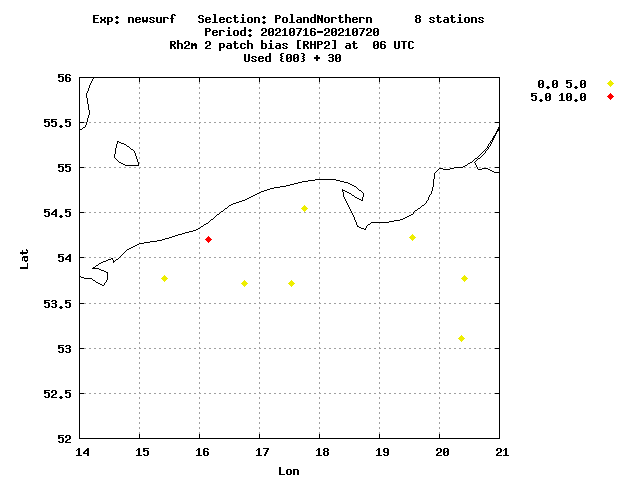 Exp: newsurf   Selection: PolandNorthern      8 stations
Period: 20210716-20210720
Rh2m 2 patch bias [RHP2] at  06 UTC
Used {00} + 30
0.0 5.0
5.0 10.0
56
55.5
55
54.5
54
53.5
53
52.5
52
Lat
14 15 16 17 18 19 20 21
Lon